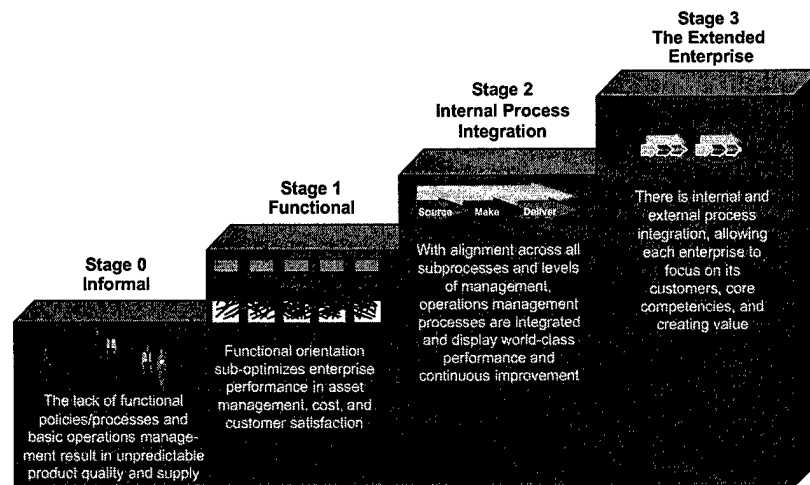 Stage 0
Informal
The lack of functional
policies/processes and
basic operations manage-
ment result in unpredictable
product quality and supply
Stage 1
Functional
Functional orientation
sub-optimizes enterprise
performance in asset
management, cost, and
customer satisfaction
Stage 2
Internal Process
Integration
Source Make Deliver
With alignment across all
subprocesses and levels
of management,
operations management
processes are integrated
and display world-class
performance and
continuous improvement
Stage 3
The Extended
Enterprise
There is internal and
external process
integration, allowing
each enterprise to
focus on its
customers, core
competencies, and
creating value